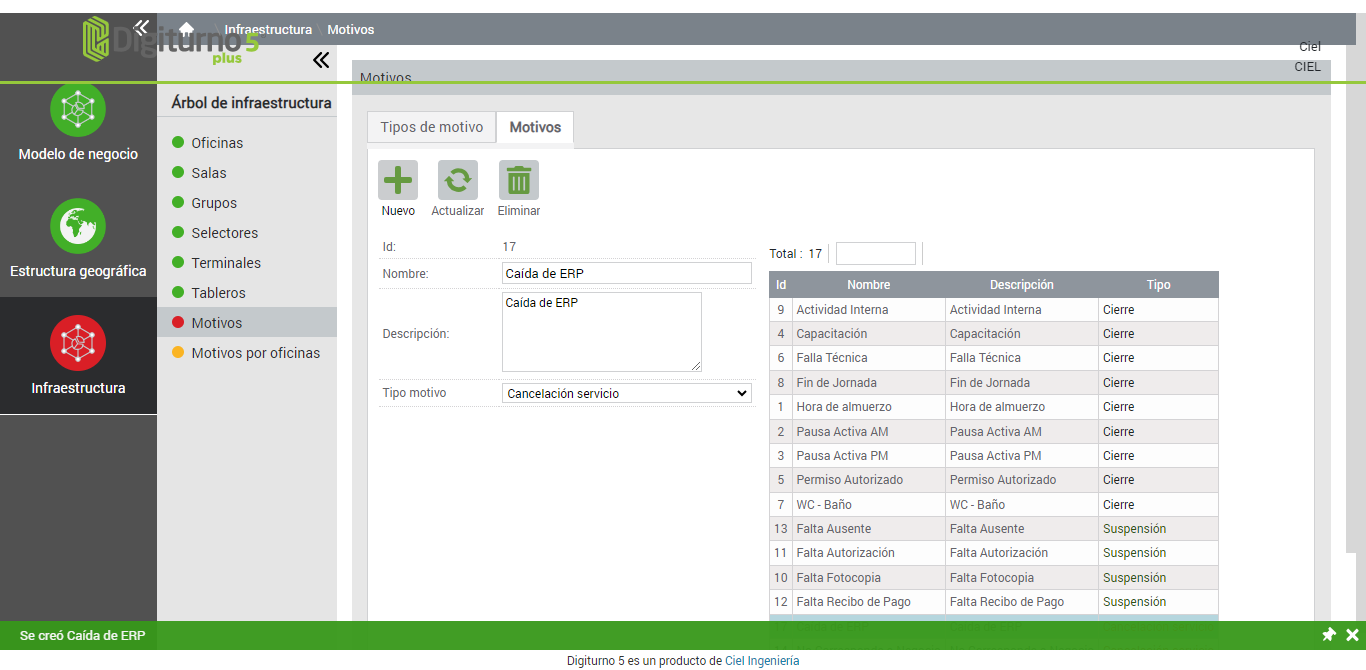 Infraestructura Motivos
Digiturno 5
plus
Ciel
CIEL
Motivos
Modelo de negocio
Estructura geográfica
Infraestructura
Árbol de infraestructura
Oficinas
Salas
Grupos
Selectores
Terminales
Tableros
Motivos
Motivos por oficinas
Tipos de motivo Motivos
Nuevo Actualizar Eliminar
Id: 17
Nombre: Caída de ERP
Descripción: Caída de ERP
Tipo motivo Cancelación servicio
Total : 17
Id Nombre Descripción Tipo
9 Actividad Interna Actividad Interna Cierre
4 Capacitación Capacitación Cierre
6 Falla Técnica Falla Técnica Cierre
8 Fin de Jornada Fin de Jornada Cierre
1 Hora de almuerzo Hora de almuerzo Cierre
2 Pausa Activa AM Pausa Activa AM Cierre
3 Pausa Activa PM Pausa Activa PM Cierre
5 Permiso Autorizado Permiso Autorizado Cierre
7 WC - Baño WC - Baño Cierre
13 Falta Ausente Falta Ausente Suspensión
11 Falta Autorización Falta Autorización Suspensión
10 Falta Fotocopia Falta Fotocopia Suspensión
12 Falta Recibo de Pago Falta Recibo de Pago Suspensión
Se creó Caída de ERP
Digiturno 5 es un producto de Ciel Ingeniería